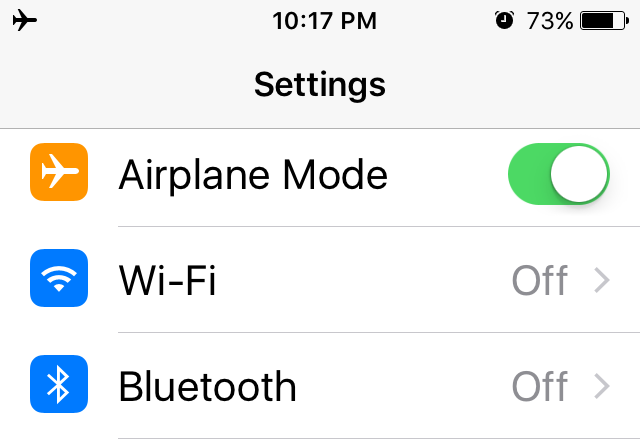 10:17 PM 73%
Settings
Airplane Mode
Wi-Fi Off
Bluetooth Off